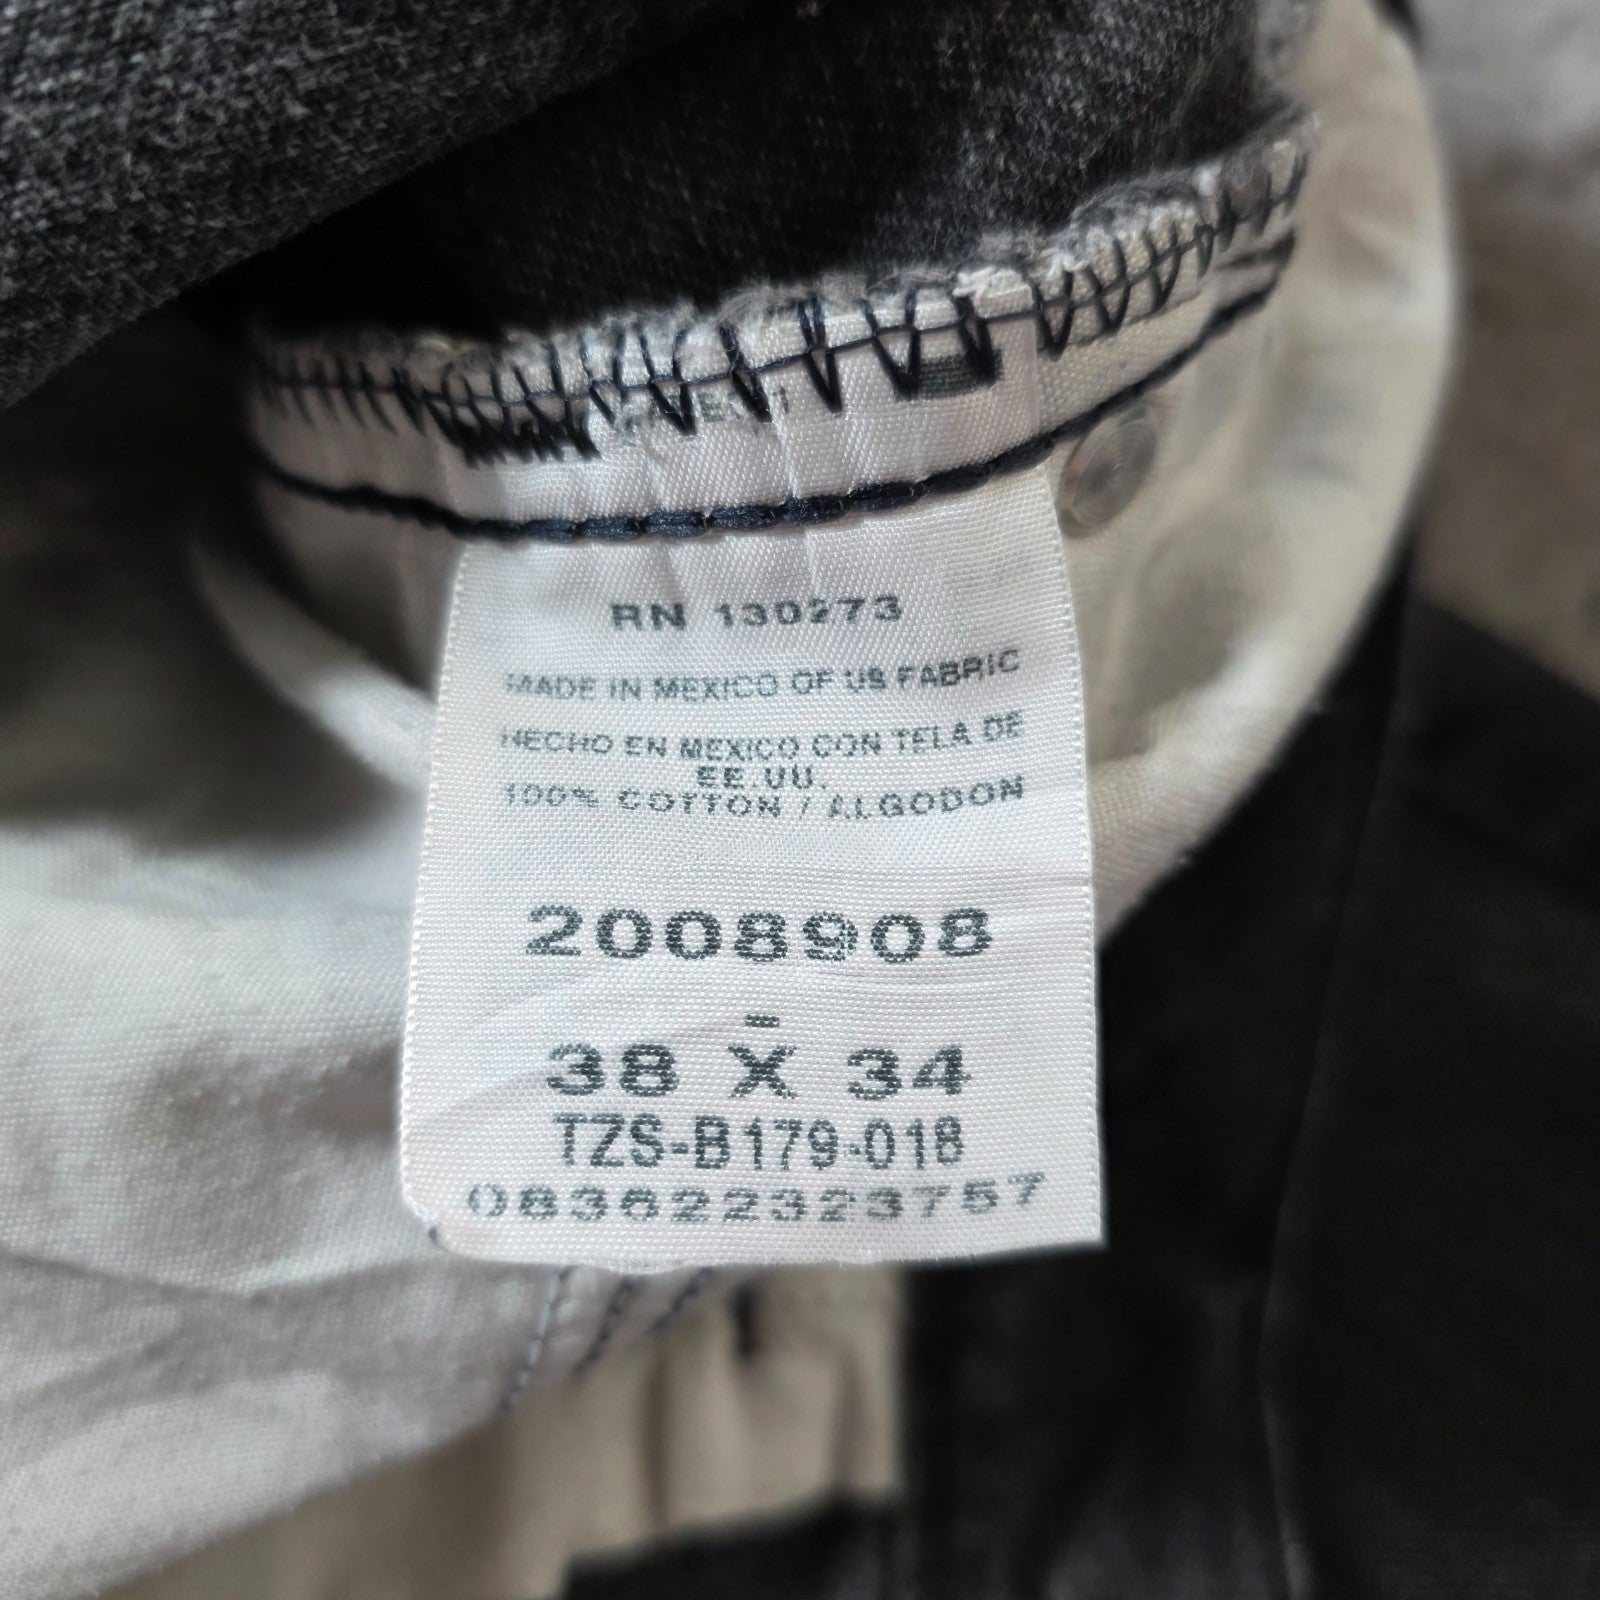 RN 130273
MADE IN MEXICO OF US FABRIC
HECHO EN MEXICO CON TELA DE
EE.UU.
100% COTTON / ALGODON
2008908
-
38 X 34
TZS-B179-018
083622323757